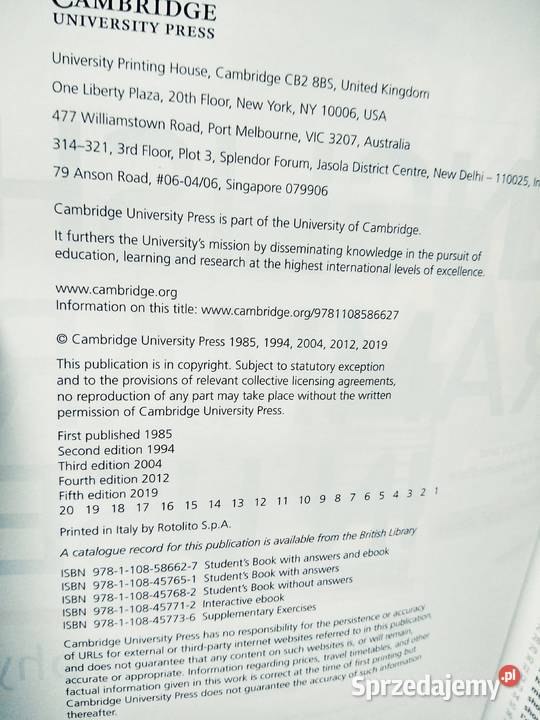 CAMBRIDGE
UNIVERSITY PRESS
University Printing House, Cambridge CB2 8BS, United Kingdom
One Liberty Plaza, 20th Floor, New York, NY 10006, USA
477 Williamstown Road, Port Melbourne, VIC 3207, Australia
314–321, 3rd Floor, Plot 3, Splendor Forum, Jasola District Centre, New Delhi – 110025, In
79 Anson Road, #06-04/06, Singapore 079906
Cambridge University Press is part of the University of Cambridge.
It furthers the University's mission by disseminating knowledge in the pursuit of
education, learning and research at the highest international levels of excellence.
www.cambridge.org
Information on this title: www.cambridge.org/9781108586627
© Cambridge University Press 1985, 1994, 2004, 2012, 2019
This publication is in copyright. Subject to statutory exception
and to the provisions of relevant collective licensing agreements,
no reproduction of any part may take place without the written
permission of Cambridge University Press.
First published 1985
Second edition 1994
Third edition 2004
Fourth edition 2012
Fifth edition 2019
20 19 18 17 16 15 14 13 12 11 10 9 8 7 6 5 4 3 2 1
Printed in Italy by Rotolito S.p.A.
A catalogue record for this publication is available from the British Library
ISBN 978-1-108-58662-7 Student's Book with answers and ebook
ISBN 978-1-108-45765-1 Student's Book with answers
ISBN 978-1-108-45768-2 Student's Book without answers
ISBN 978-1-108-45771-2 Interactive ebook
ISBN 978-1-108-45773-6 Supplementary Exercises
Cambridge University Press has no responsibility for the persistence or accuracy
of URLs for external or third-party internet websites referred to in this publication,
and does not guarantee that any content on such websites is, or will remain,
accurate or appropriate. Information regarding prices, travel timetables, and other
factual information given in this work is correct at the time of first printing but
Cambridge University Press does not guarantee the accuracy of such information
thereafter.
Sprzedajemy.pl